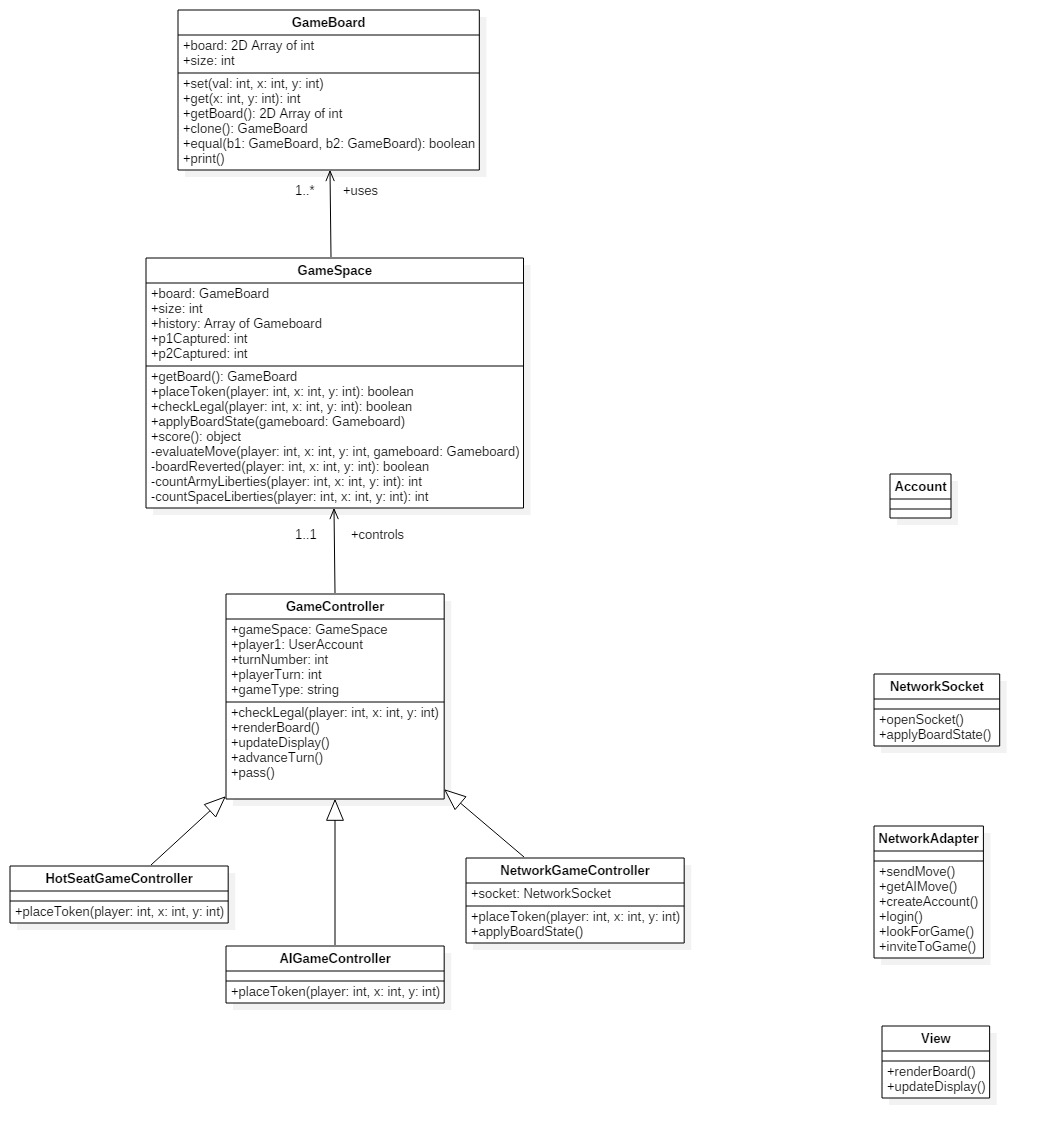 GameBoard
+board: 2D Array of int
+size: int
+set(val: int, x: int, y: int)
+get(x: int, y: int): int
+getBoard(): 2D Array of int
+clone(): GameBoard
+equal(b1: GameBoard, b2: GameBoard): boolean
+print()
1..* +uses
GameSpace
+board: GameBoard
+size: int
+history: Array of Gameboard
+p1Captured: int
+p2Captured: int
+getBoard(): GameBoard
+placeToken(player: int, x: int, y: int): boolean
+checkLegal(player: int, x: int, y: int): boolean
+applyBoardState(gameboard: Gameboard)
+score(): object
-evaluateMove(player: int, x: int, y: int, gameboard: Gameboard)
-boardReverted(player: int, x: int, y: int): boolean
-countArmyLiberties(player: int, x: int, y: int): int
-countSpaceLiberties(player: int, x: int, y: int): int
1..1 +controls
GameController
+gameSpace: GameSpace
+player1: UserAccount
+turnNumber: int
+playerTurn: int
+gameType: string
+checkLegal(player: int, x: int, y: int)
+renderBoard()
+updateDisplay()
+advanceTurn()
+pass()
HotSeatGameController
+placeToken(player: int, x: int, y: int)
AIGameController
+placeToken(player: int, x: int, y: int)
NetworkGameController
+socket: NetworkSocket
+placeToken(player: int, x: int, y: int)
+applyBoardState()
Account
NetworkSocket
+openSocket()
+applyBoardState()
NetworkAdapter
+sendMove()
+getAIMove()
+createAccount()
+login()
+lookForGame()
+inviteToGame()
View
+renderBoard()
+updateDisplay()